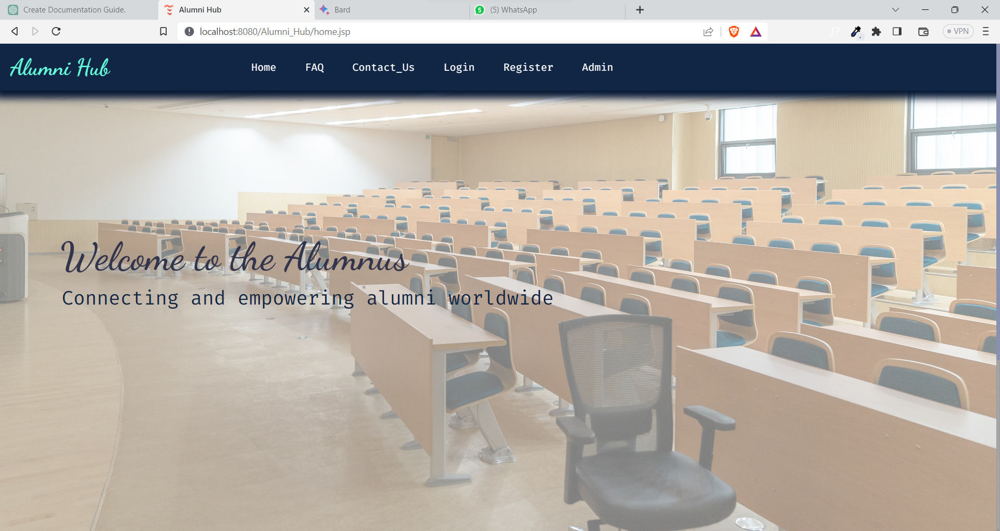 Create Documentation Guide.
Alumni Hub
Bard
5 (5) WhatsApp
localhost:8080/Alumni_Hub/home.jsp
VPN
Alumni Hub
Home FAQ Contact_Us Login Register Admin
Welcome to the Alumnus
Connecting and empowering alumni worldwide